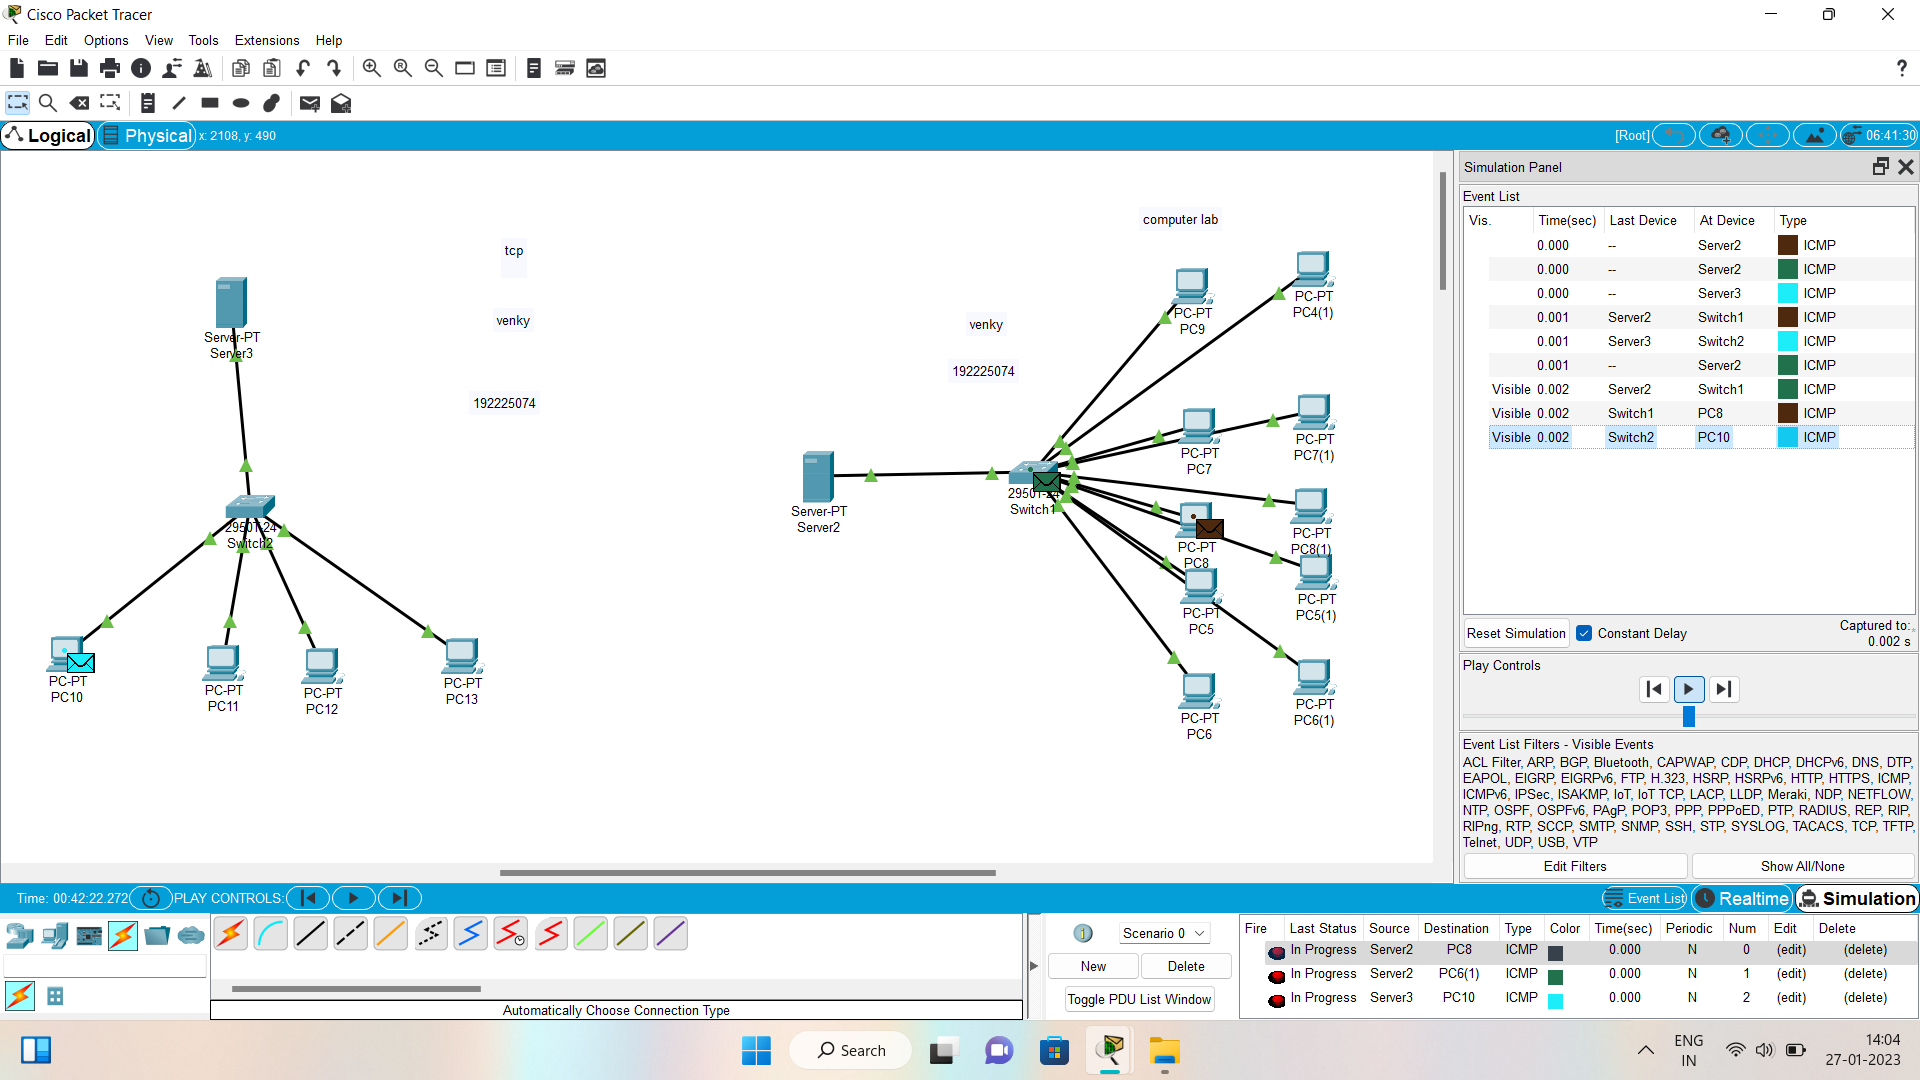 Cisco Packet Tracer
File Edit Options View Tools Extensions Help
Logical Physical x: 2108, y: 490 [Root] 06:41:30
tcp
venky
192225074
Server-PT
Server3
2950T-24
Switch2
PC-PT
PC10
PC-PT
PC11
PC-PT
PC12
PC-PT
PC13
computer lab
venky
192225074
Server-PT
Server2
2950T-24
Switch1
PC-PT
PC9
PC-PT
PC4(1)
PC-PT
PC7
PC-PT
PC7(1)
PC-PT
PC8
PC-PT
PC8(1)
PC-PT
PC5
PC-PT
PC5(1)
PC-PT
PC6
PC-PT
PC6(1)
Simulation Panel
Event List
Vis. Time(sec) Last Device At Device Type
0.000 -- Server2 ICMP
0.000 -- Server2 ICMP
0.000 -- Server3 ICMP
0.001 Server2 Switch1 ICMP
0.001 Server3 Switch2 ICMP
0.001 -- Server2 ICMP
Visible 0.002 Server2 Switch1 ICMP
Visible 0.002 Switch1 PC8 ICMP
Visible 0.002 Switch2 PC10 ICMP
Reset Simulation Constant Delay Captured to:
0.002 s
Play Controls
Event List Filters - Visible Events
ACL Filter, ARP, BGP, Bluetooth, CAPWAP, CDP, DHCP, DHCPv6, DNS, DTP,
EAPOL, EIGRP, EIGRPv6, FTP, H.323, HSRP, HSRPv6, HTTP, HTTPS, ICMP,
ICMPv6, IPSec, ISAKMP, IoT, IoT TCP, LACP, LLDP, Meraki, NDP, NETFLOW,
NTP, OSPF, OSPFv6, PAgP, POP3, PPP, PPPoED, PTP, RADIUS, REP, RIP,
RIPng, RTP, SCCP, SMTP, SNMP, SSH, STP, SYSLOG, TACACS, TCP, TFTP,
Telnet, UDP, USB, VTP
Edit Filters Show All/None
Time: 00:42:22.272 PLAY CONTROLS: Event List Realtime Simulation
Automatically Choose Connection Type
Scenario 0
New Delete
Toggle PDU List Window
Fire Last Status Source Destination Type Color Time(sec) Periodic Num Edit Delete
In Progress Server2 PC8 ICMP 0.000 N 0 (edit) (delete)
In Progress Server2 PC6(1) ICMP 0.000 N 1 (edit) (delete)
In Progress Server3 PC10 ICMP 0.000 N 2 (edit) (delete)
Search
ENG
IN
14:04
27-01-2023